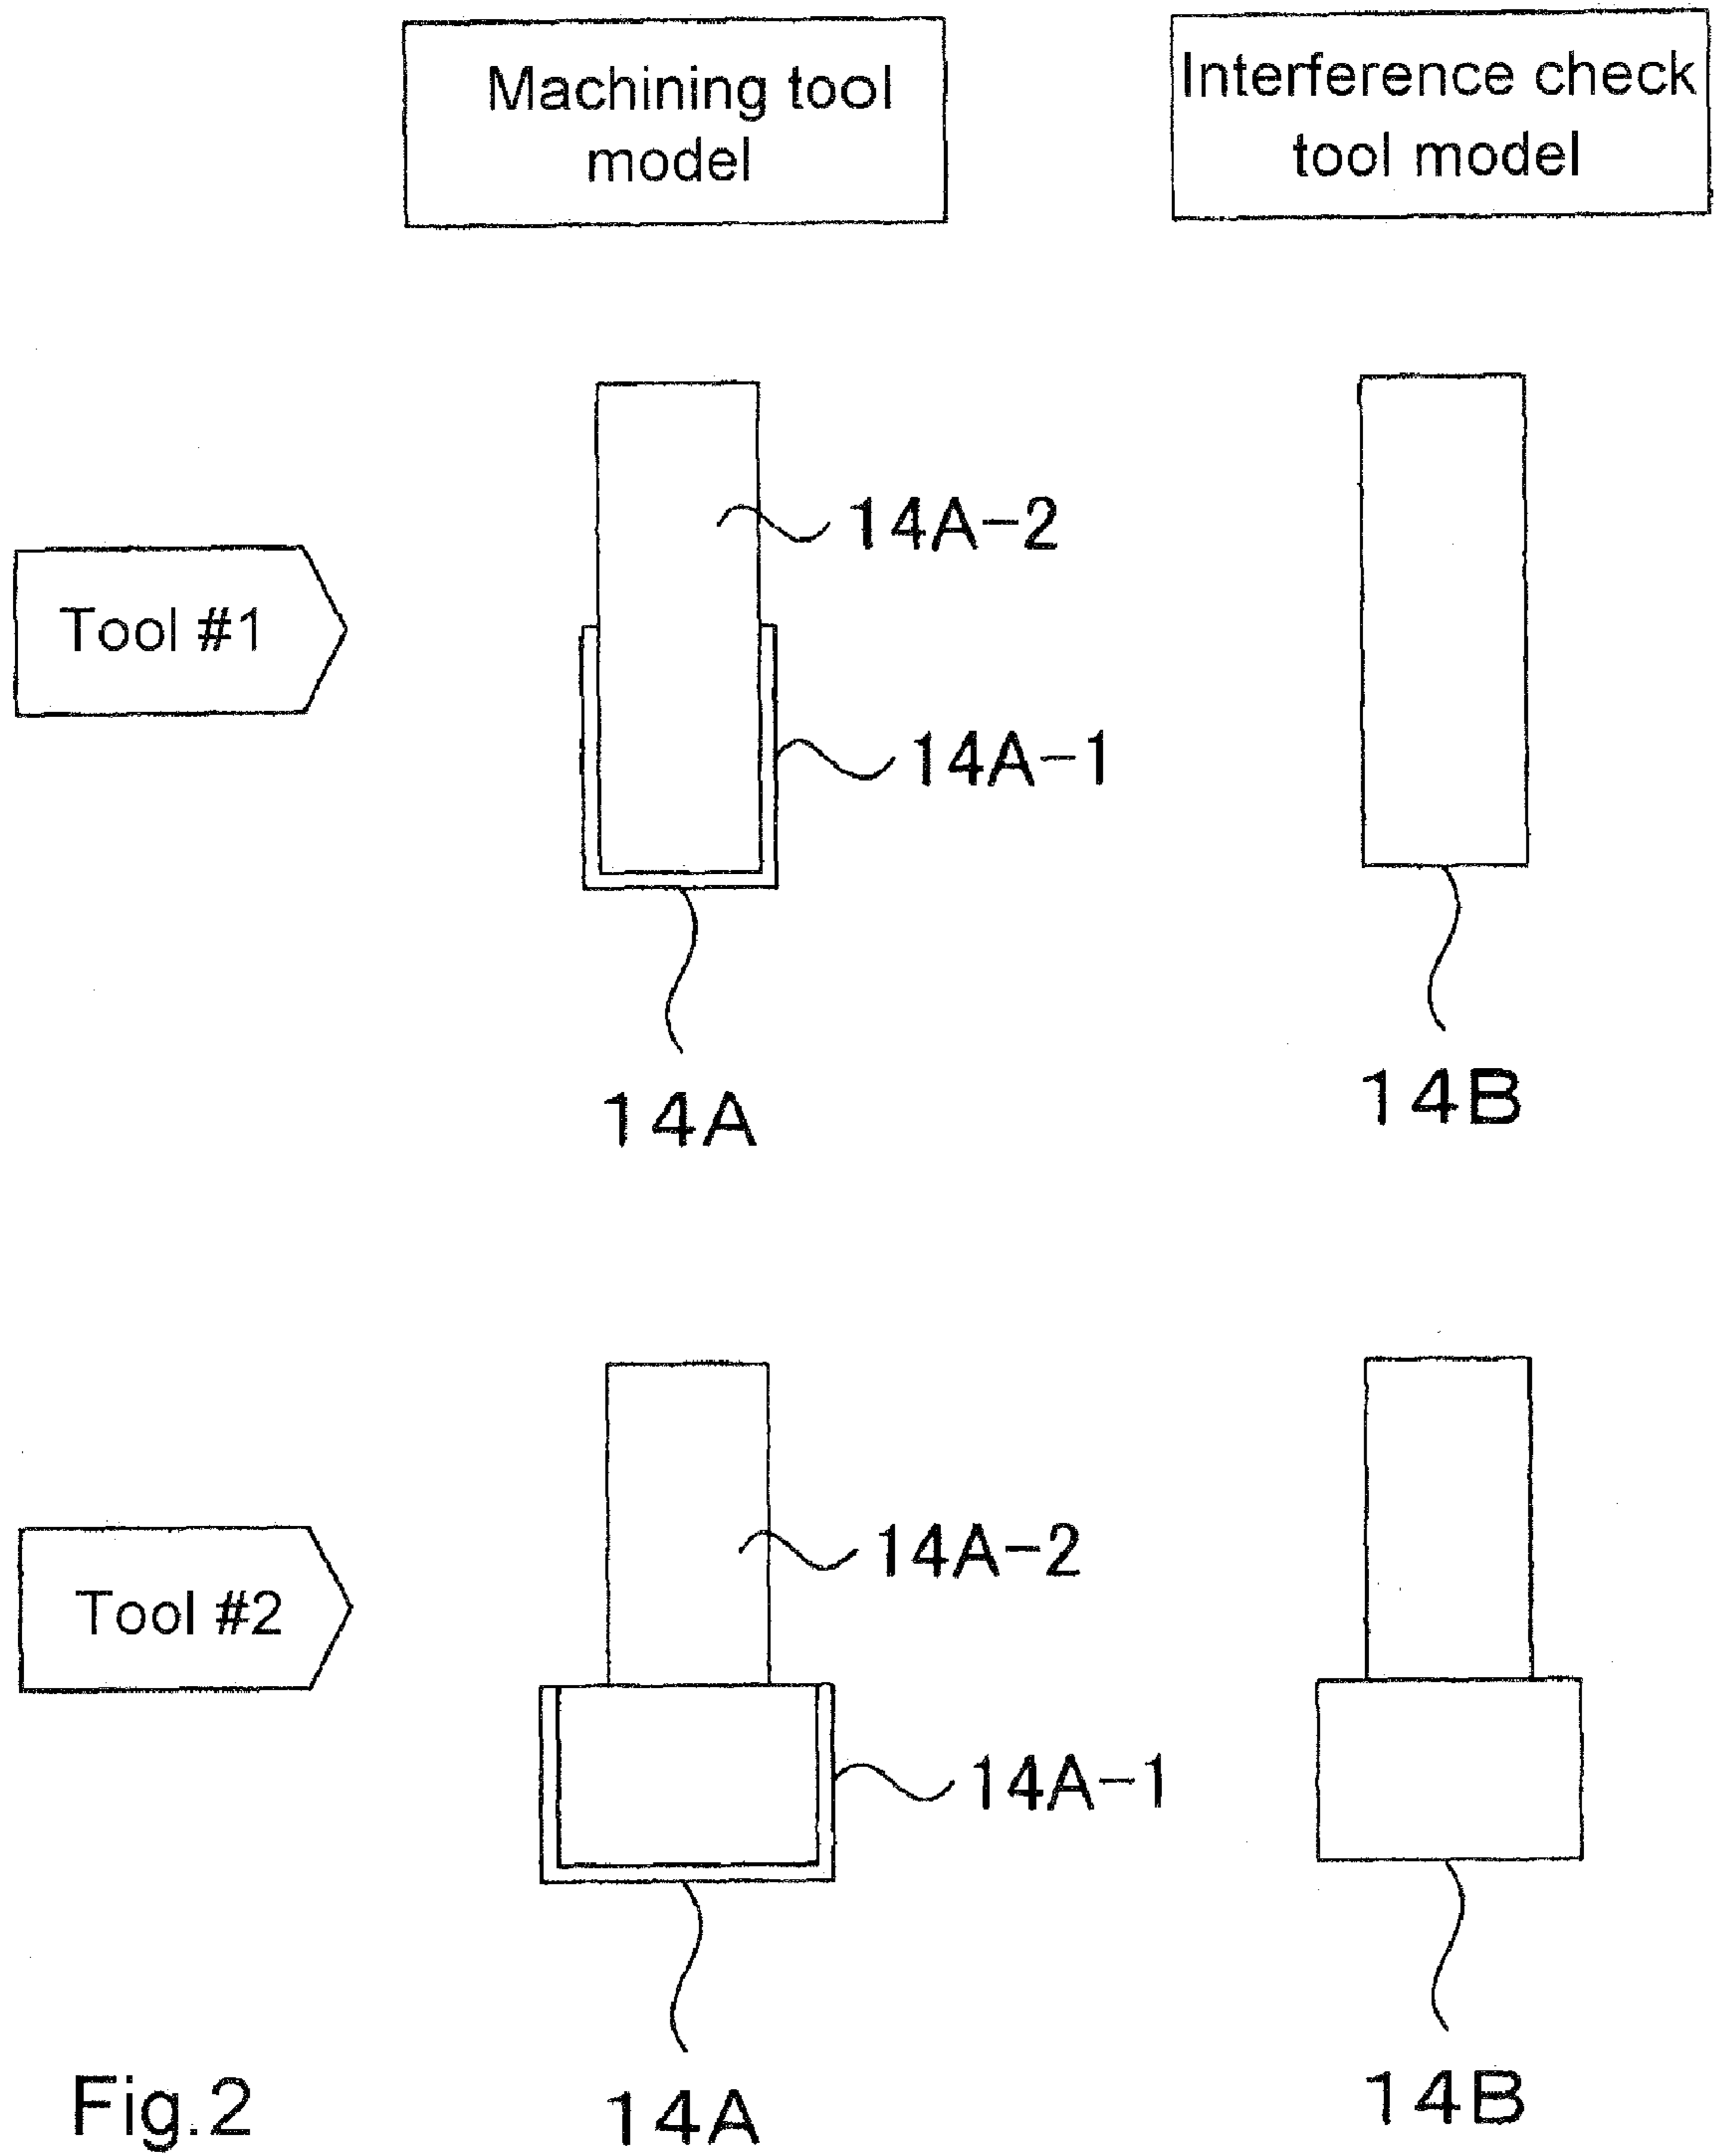 Machining tool
model
Interference check
tool model
14A-2
Tool #1
14A-1
14A
14B
14A-2
Tool #2
14A-1
14A
14B
Fig.2